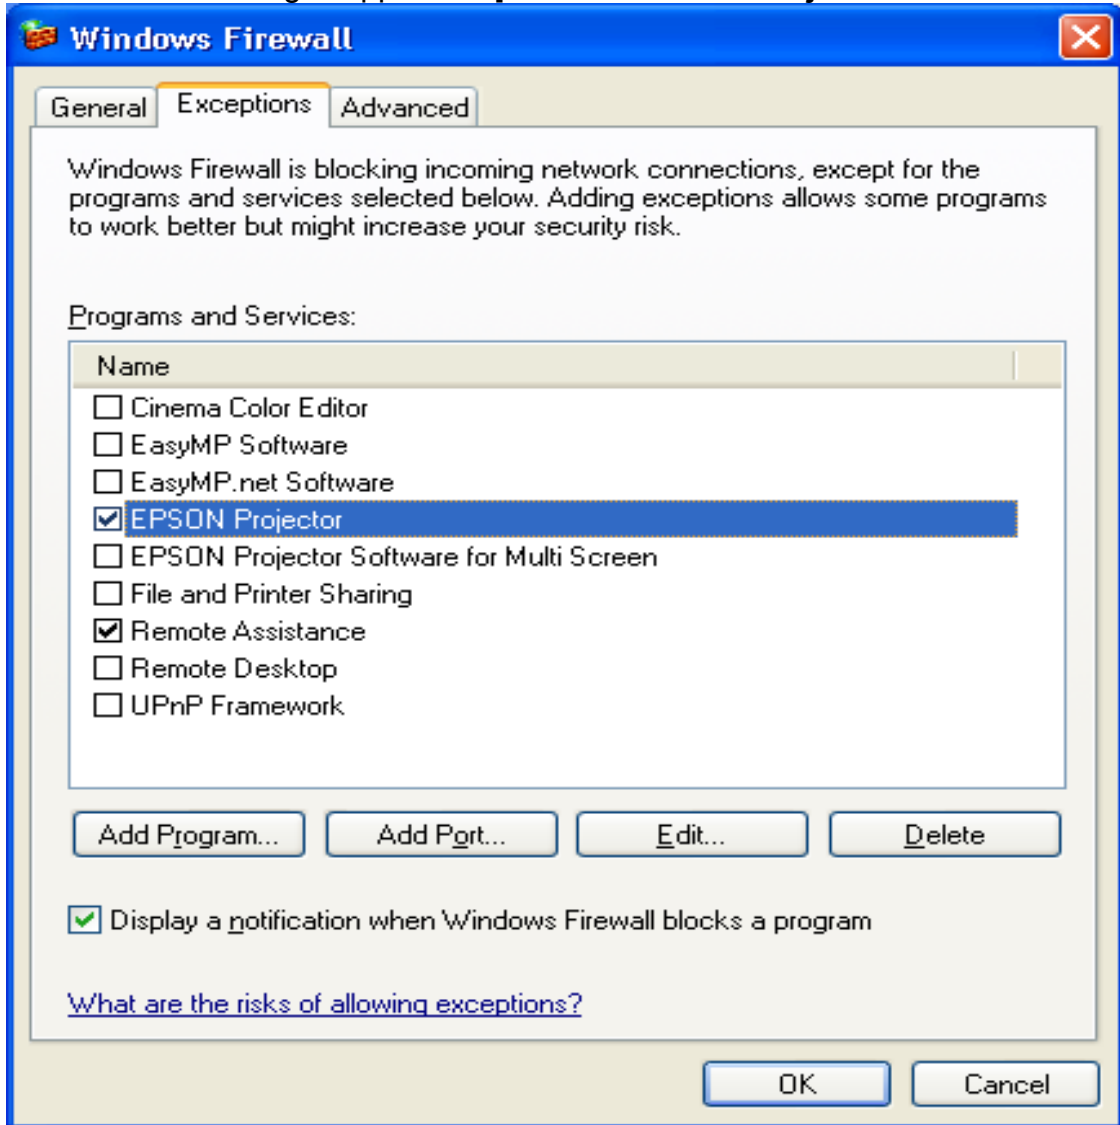 Windows Firewall
General Exceptions Advanced
Windows Firewall is blocking incoming network connections, except for the
programs and services selected below. Adding exceptions allows some programs
to work better but might increase your security risk.
Programs and Services:
Name
Cinema Color Editor
EasyMP Software
EasyMP.net Software
EPSON Projector
EPSON Projector Software for Multi Screen
File and Printer Sharing
Remote Assistance
Remote Desktop
UPnP Framework
Add Program... Add Port... Edit... Delete
Display a notification when Windows Firewall blocks a program
What are the risks of allowing exceptions?
OK Cancel